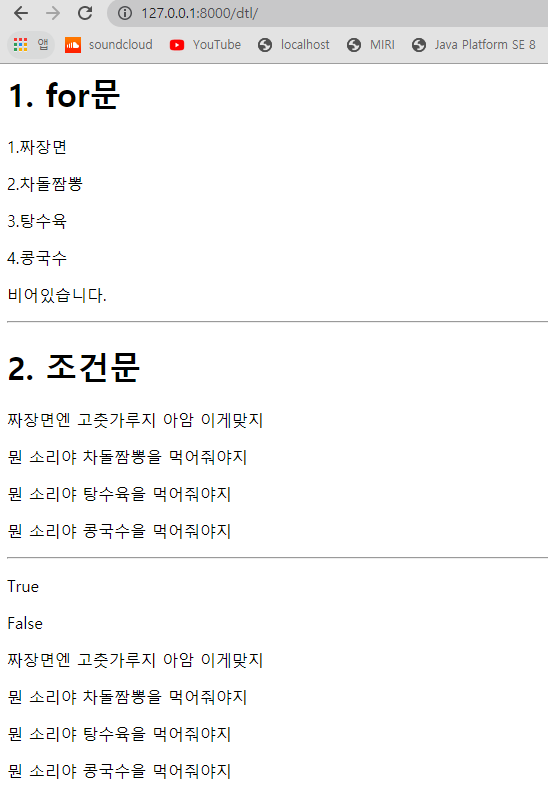 127.0.0.1:8000/dtl/
앱 soundcloud YouTube localhost MIRI Java Platform SE 8
1. for문
1.짜장면
2.차돌짬뽕
3.탕수육
4.콩국수
비어있습니다.
2. 조건문
짜장면엔 고춧가루지 아암 이게맞지
뭔 소리야 차돌짬뽕을 먹어줘야지
뭔 소리야 탕수육을 먹어줘야지
뭔 소리야 콩국수을 먹어줘야지
True
False
짜장면엔 고춧가루지 아암 이게맞지
뭔 소리야 차돌짬뽕을 먹어줘야지
뭔 소리야 탕수육을 먹어줘야지
뭔 소리야 콩국수을 먹어줘야지